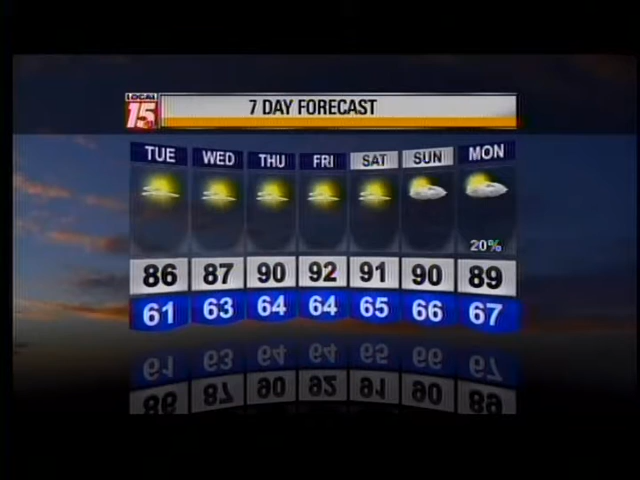 LOCAL
15
7 DAY FORECAST
TUE WED THU FRI SAT SUN MON
20%
86 87 90 92 91 90 89
61 63 64 64 65 66 67